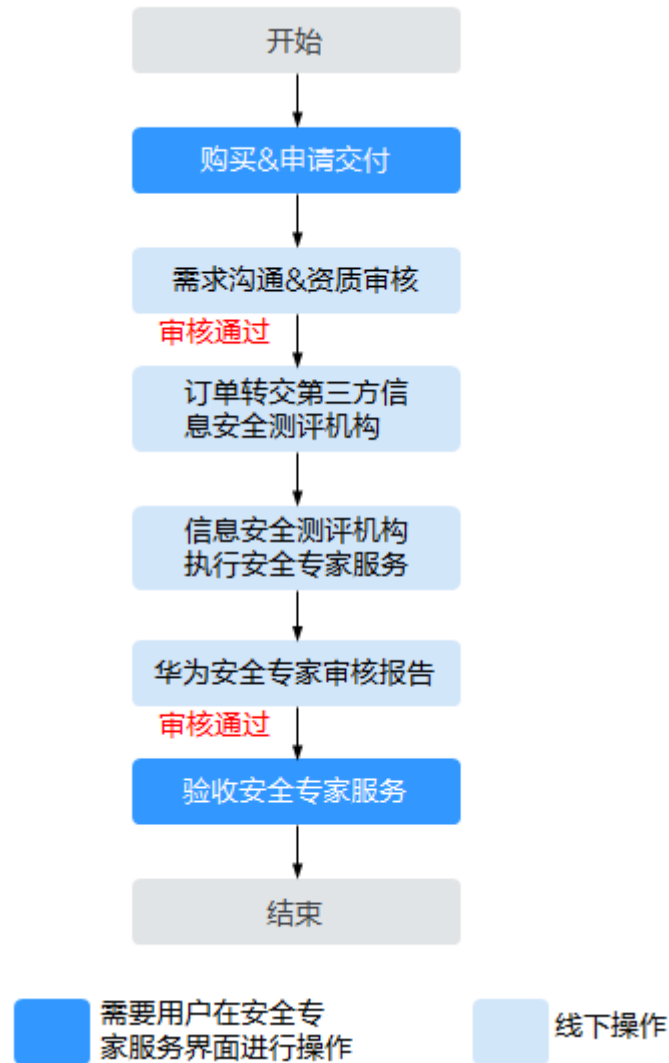 开始
购买&申请交付
需求沟通&资质审核
审核通过
订单转交第三方信
息安全测评机构
信息安全测评机构
执行安全专家服务
华为安全专家审核报告
审核通过
验收安全专家服务
结束
需要用户在安全专
家服务界面进行操作
线下操作